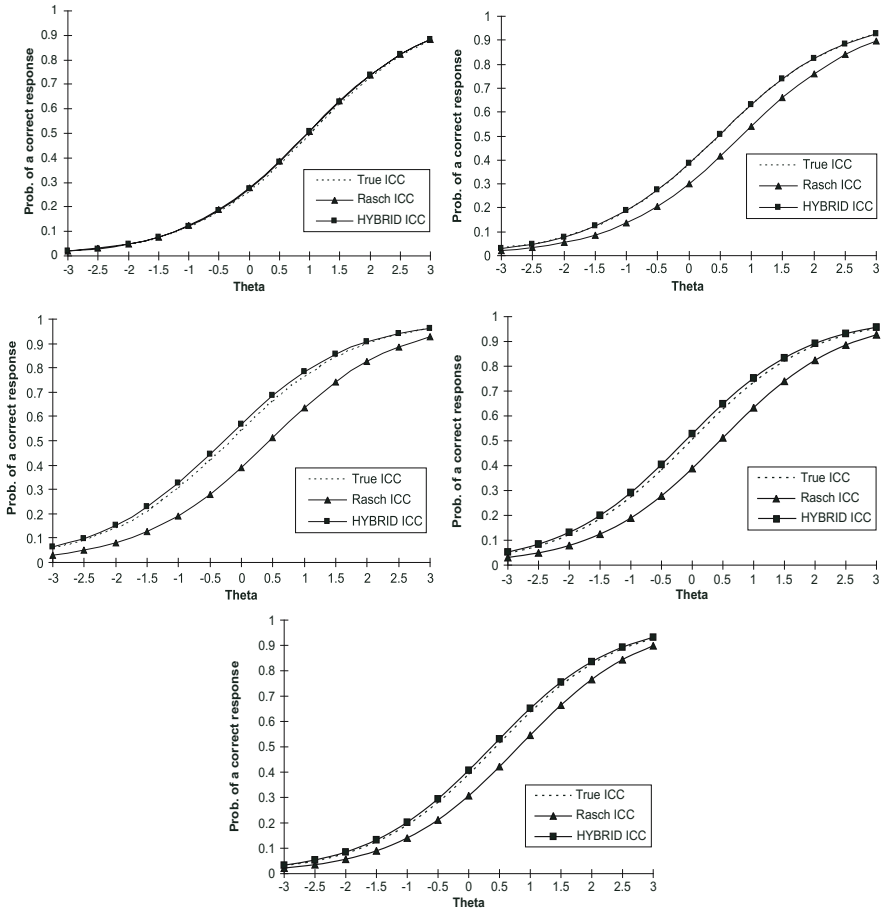 1
0.9
0.8
0.7
0.6
0.5
0.4
0.3
0.2
0.1
0
Prob. of a correct response
True ICC
Rasch ICC
HYBRID ICC
-3 -2.5 -2 -1.5 -1 -0.5 0 0.5 1 1.5 2 2.5 3
Theta
1
0.9
0.8
0.7
0.6
0.5
0.4
0.3
0.2
0.1
0
Prob. of a correct response
True ICC
Rasch ICC
HYBRID ICC
-3 -2.5 -2 -1.5 -1 -0.5 0 0.5 1 1.5 2 2.5 3
Theta
1
0.9
0.8
0.7
0.6
0.5
0.4
0.3
0.2
0.1
0
Prob. of a correct response
True ICC
Rasch ICC
HYBRID ICC
-3 -2.5 -2 -1.5 -1 -0.5 0 0.5 1 1.5 2 2.5 3
Theta
1
0.9
0.8
0.7
0.6
0.5
0.4
0.3
0.2
0.1
0
Prob. of a correct response
True ICC
Rasch ICC
HYBRID ICC
-3 -2.5 -2 -1.5 -1 -0.5 0 0.5 1 1.5 2 2.5 3
Theta
1
0.9
0.8
0.7
0.6
0.5
0.4
0.3
0.2
0.1
0
Prob. of a correct response
True ICC
Rasch ICC
HYBRID ICC
-3 -2.5 -2 -1.5 -1 -0.5 0 0.5 1 1.5 2 2.5 3
Theta